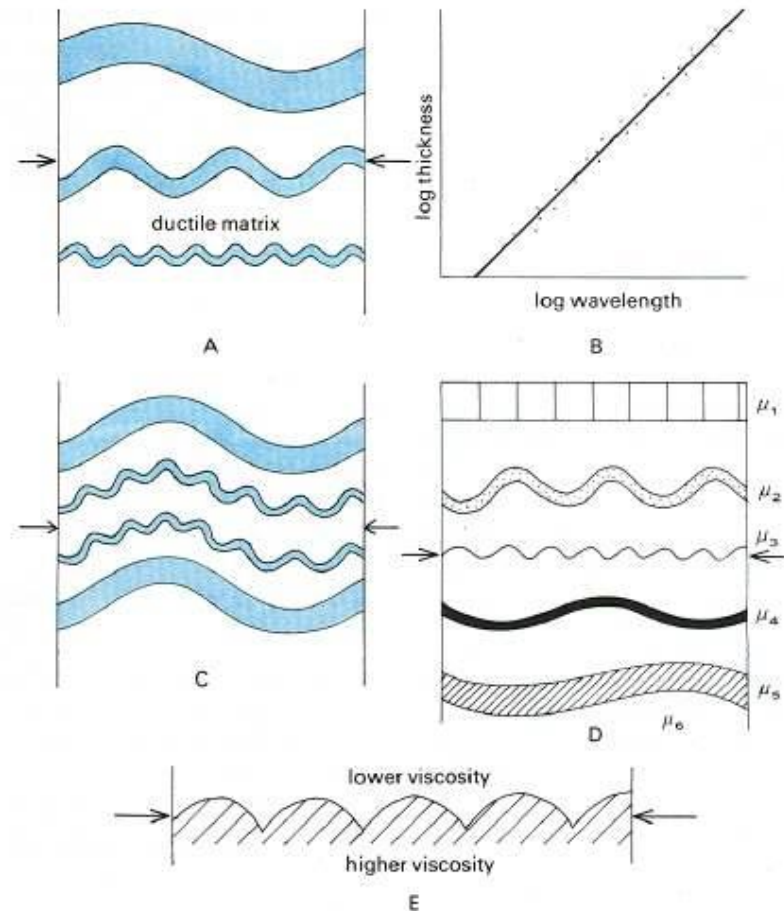 ductile matrix
A
log thickness
log wavelength
B
C
μ₁
μ₂
μ₃
μ₄
μ₅
μ₆
D
lower viscosity
higher viscosity
E